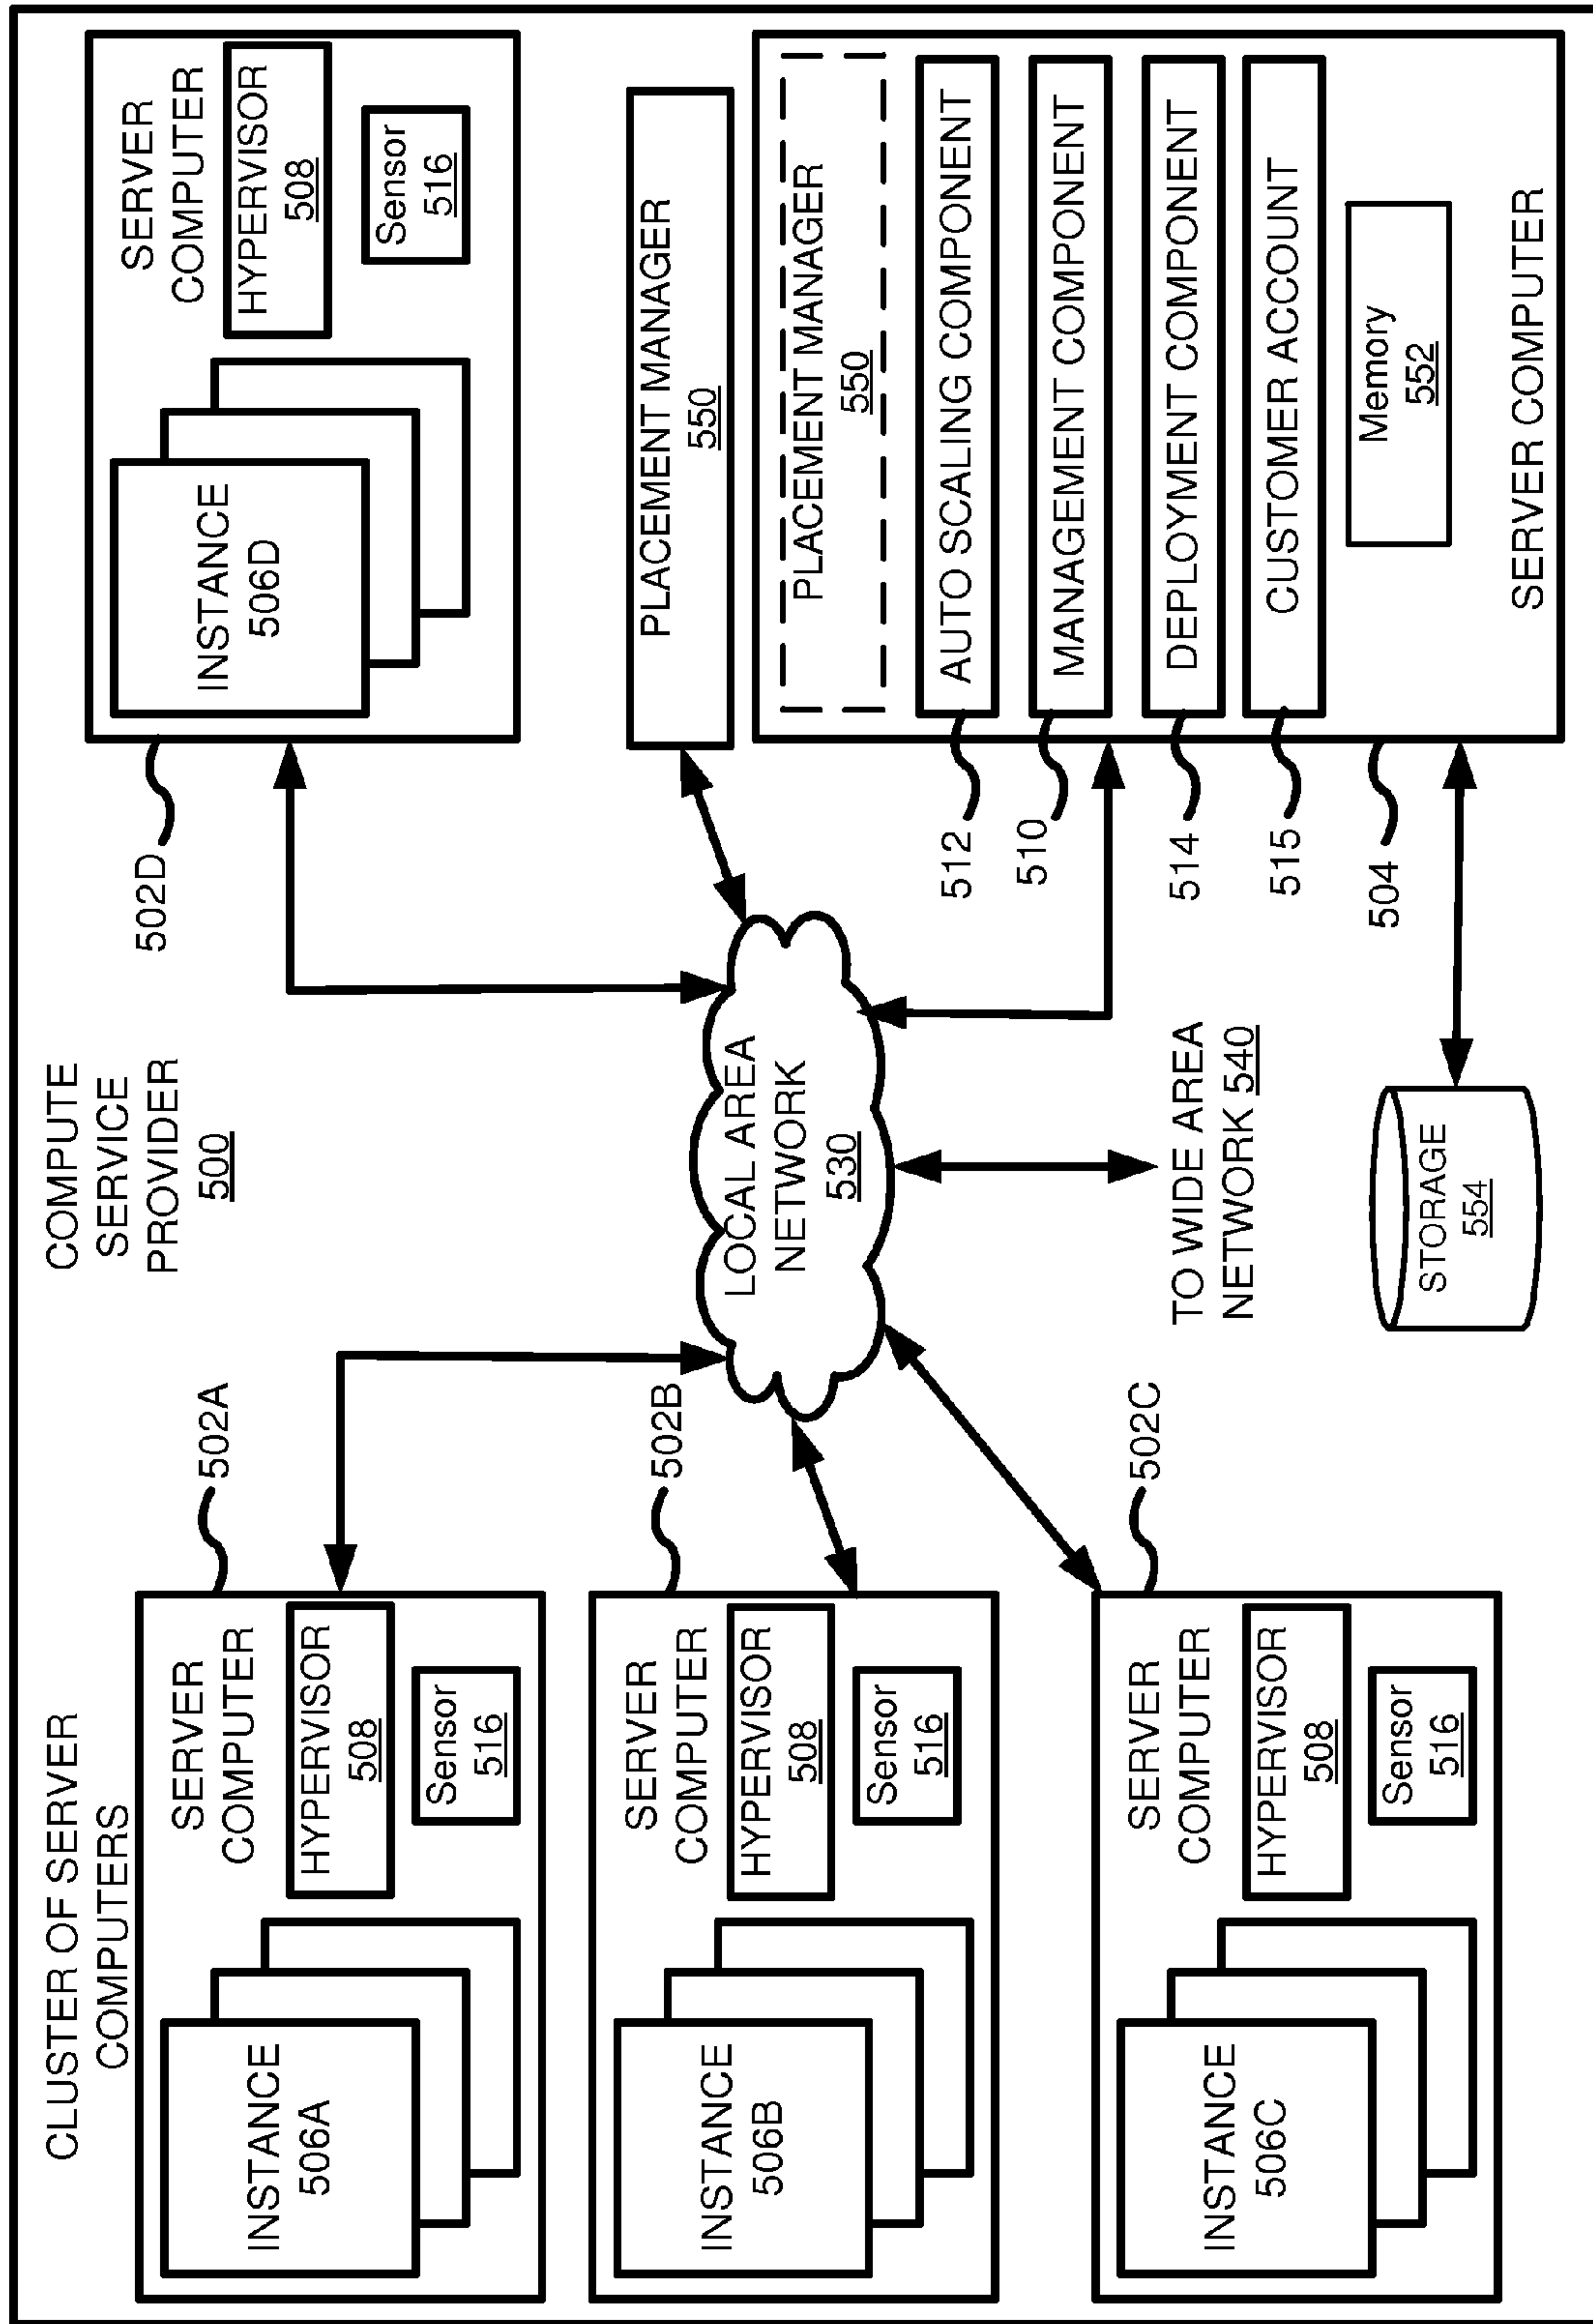 CLUSTER OF SERVER
COMPUTERS
COMPUTE
SERVICE
PROVIDER
500
502A
SERVER
COMPUTER
INSTANCE
506A
HYPERVISOR
508
Sensor
516
502B
SERVER
COMPUTER
INSTANCE
506B
HYPERVISOR
508
Sensor
516
502C
SERVER
COMPUTER
INSTANCE
506C
HYPERVISOR
508
Sensor
516
LOCAL AREA
NETWORK
530
TO WIDE AREA
NETWORK 540
STORAGE
554
502D
SERVER
COMPUTER
INSTANCE
506D
HYPERVISOR
508
Sensor
516
PLACEMENT MANAGER
550
PLACEMENT MANAGER
550
512
AUTO SCALING COMPONENT
510
MANAGEMENT COMPONENT
514
DEPLOYMENT COMPONENT
515
CUSTOMER ACCOUNT
504
Memory
552
SERVER COMPUTER